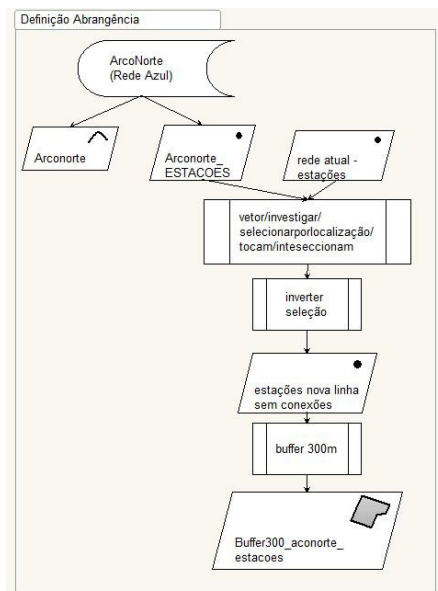 Definição Abrangência
ArcoNorte
(Rede Azul)
Arconorte
Arconorte_
ESTACOES
rede atual -
estações
vetor/investigar/
selecionarporlocalização/
tocam/inteseccionam
inverter
seleção
estações nova linha
sem conexões
buffer 300m
Buffer300_aconorte_
estacoes